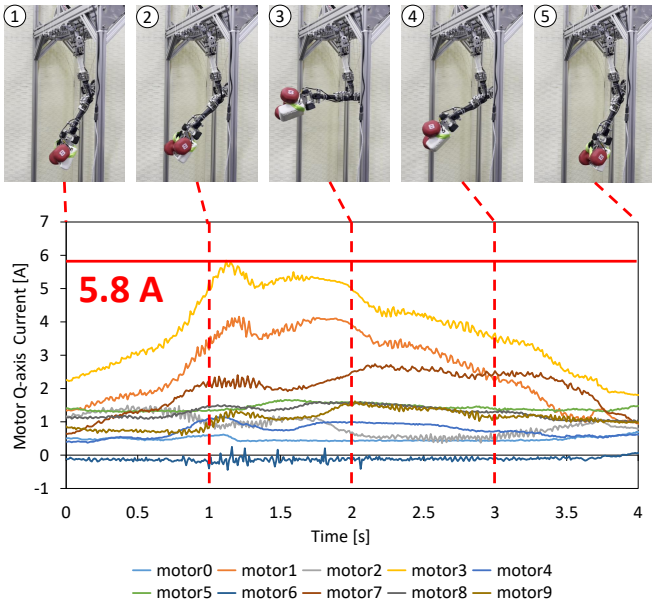 ① ② ③ ④ ⑤
7
6
5
4
3
2
1
0
-1
Motor Q-axis Current [A]
5.8 A
0 0.5 1 1.5 2 2.5 3 3.5 4
Time [s]
motor0 motor1 motor2 motor3 motor4
motor5 motor6 motor7 motor8 motor9